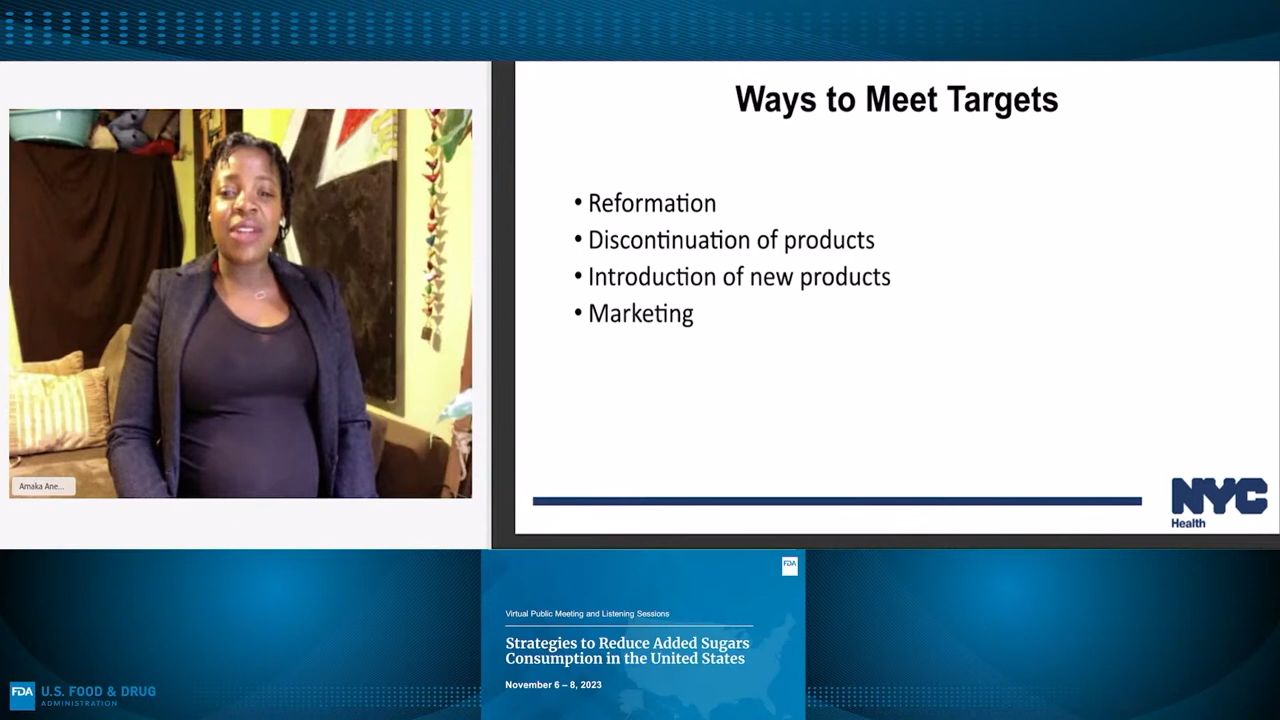 Ways to Meet Targets
• Reformation
• Discontinuation of products
• Introduction of new products
• Marketing
Amaka Ane...
NYC
Health
FDA
Virtual Public Meeting and Listening Sessions
Strategies to Reduce Added Sugars
Consumption in the United States
November 6 – 8, 2023
FDA U.S. FOOD & DRUG
ADMINISTRATION